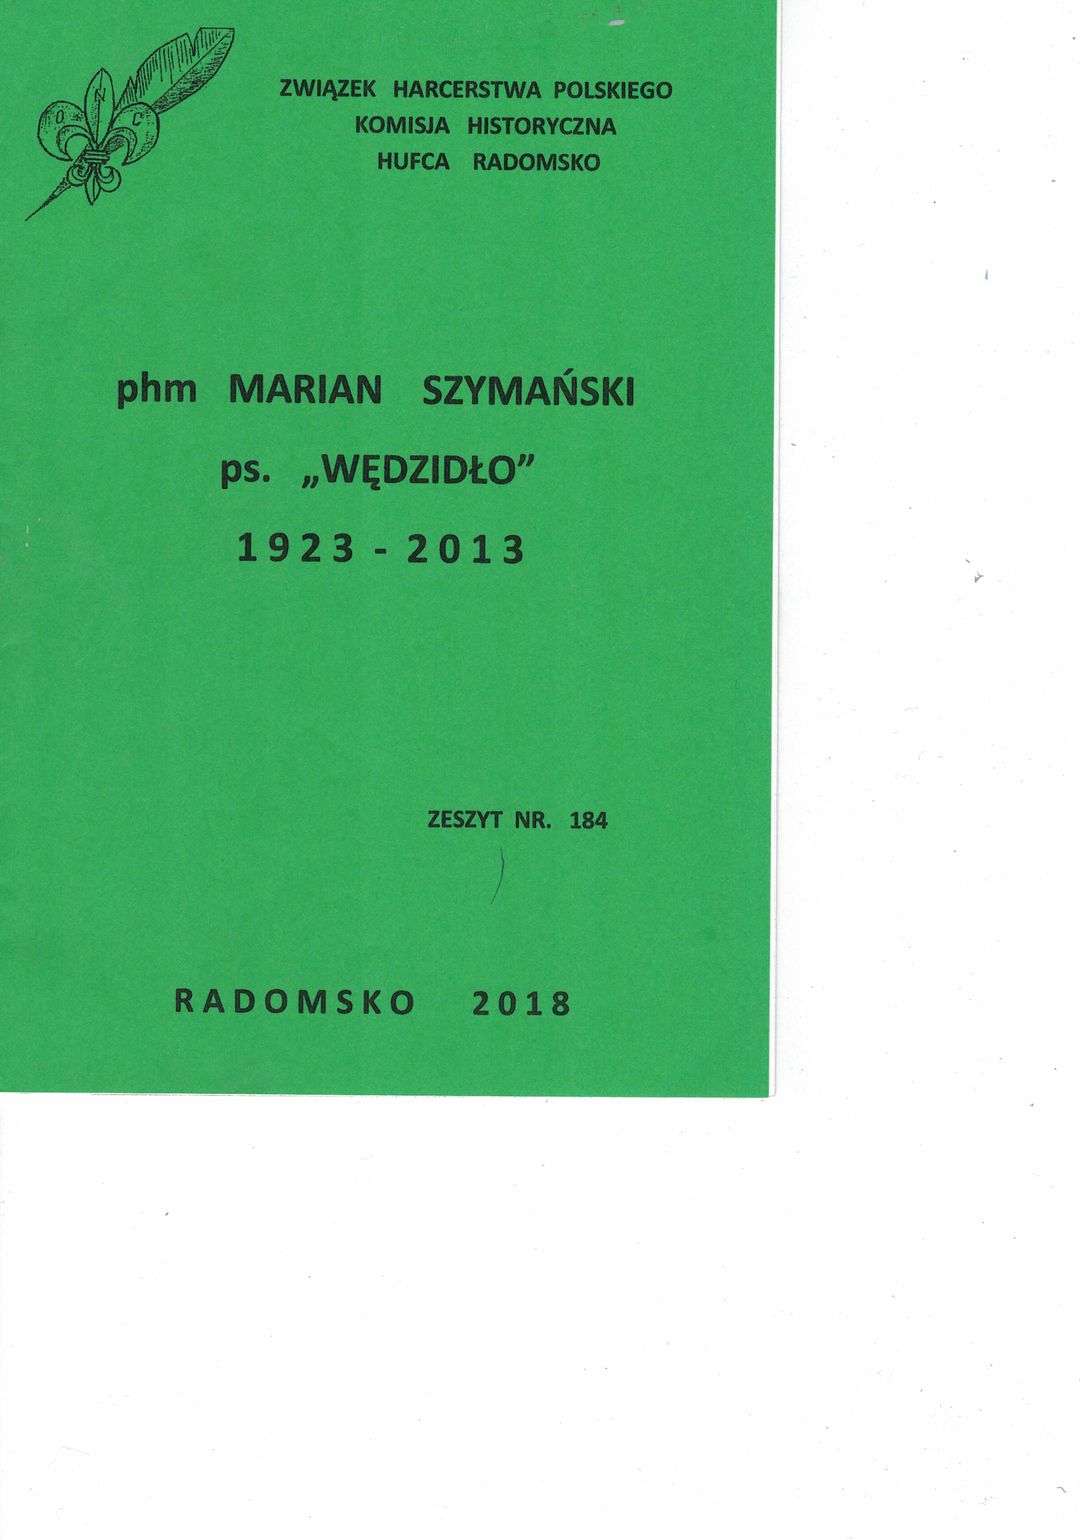 O N C
ZWIĄZEK HARCERSTWA POLSKIEGO
KOMISJA HISTORYCZNA
HUFCA RADOMSKO
phm MARIAN SZYMAŃSKI
ps. „WĘDZIDŁO”
1923 - 2013
ZESZYT NR. 184
RADOMSKO 2018